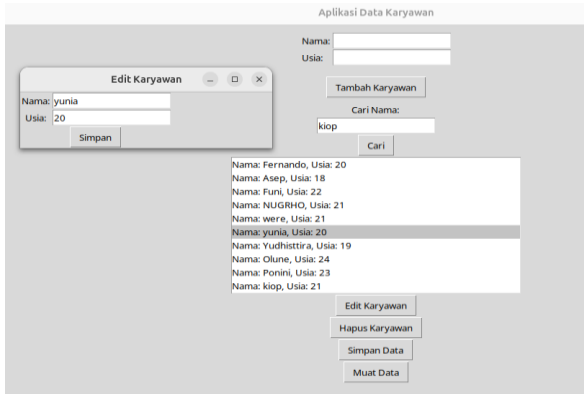 Aplikasi Data Karyawan
Nama:
Usia:
Tambah Karyawan
Cari Nama:
kiop
Cari
Edit Karyawan
Nama: yunia
Usia: 20
Simpan
Nama: Fernando, Usia: 20
Nama: Asep, Usia: 18
Nama: Funi, Usia: 22
Nama: NUGRHO, Usia: 21
Nama: were, Usia: 21
Nama: yunia, Usia: 20
Nama: Yudhisttira, Usia: 19
Nama: Olune, Usia: 24
Nama: Ponini, Usia: 23
Nama: kiop, Usia: 21
Edit Karyawan
Hapus Karyawan
Simpan Data
Muat Data